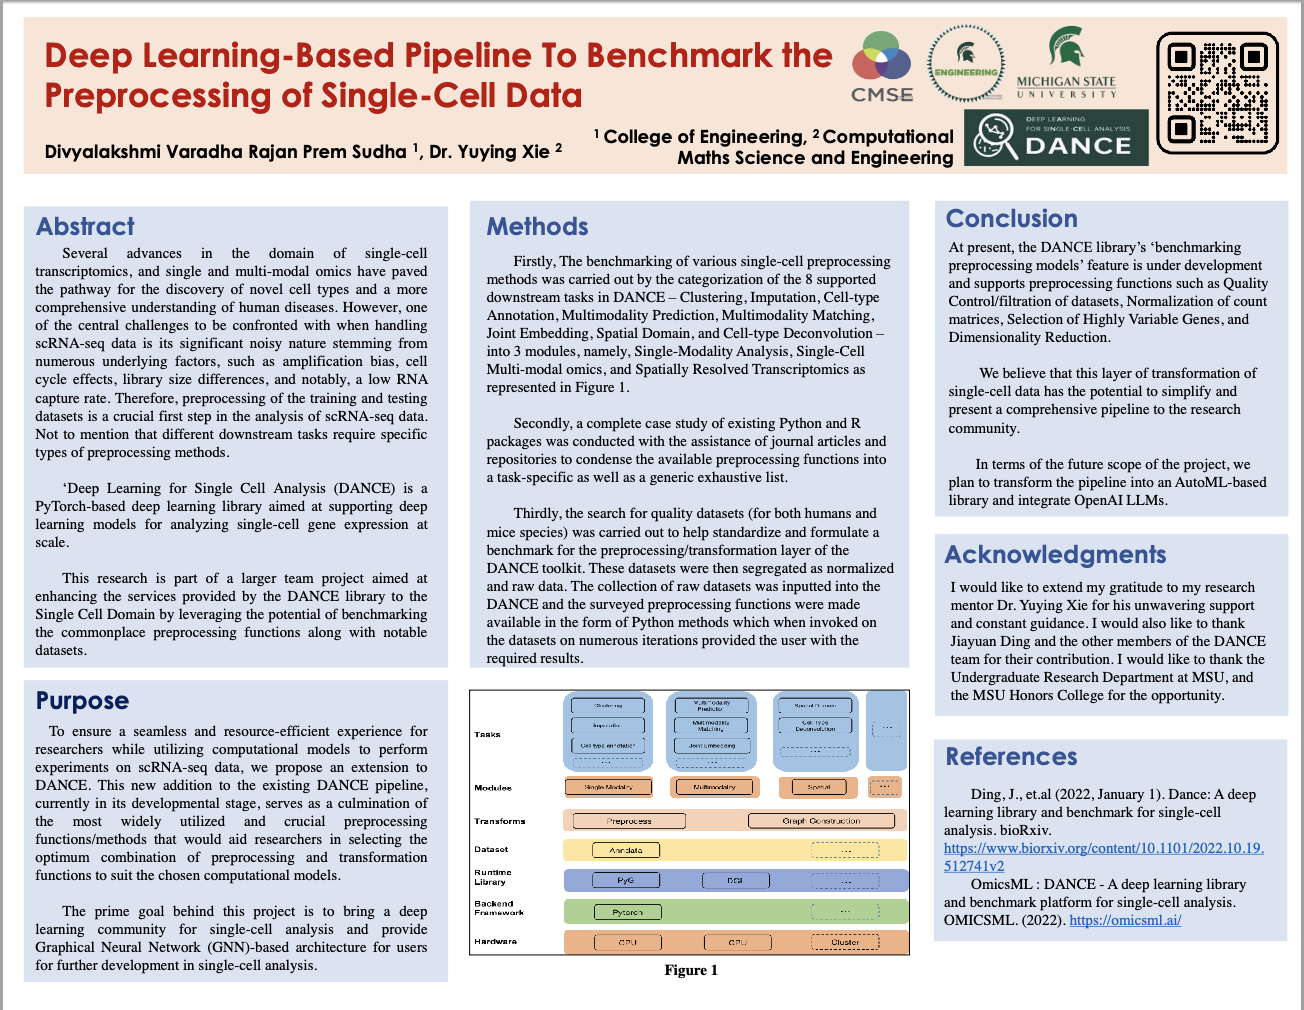 Deep Learning-Based Pipeline To Benchmark the
Preprocessing of Single-Cell Data
Divyalakshmi Varadha Rajan Prem Sudha 1, Dr. Yuying Xie 2
1 College of Engineering, 2 Computational
Maths Science and Engineering
CMSE
ENGINEERING
MICHIGAN STATE
UNIVERSITY
DEEP LEARNING
FOR SINGLE-CELL ANALYSIS
DANCE
Abstract
Several advances in the domain of single-cell
transcriptomics, and single and multi-modal omics have paved
the pathway for the discovery of novel cell types and a more
comprehensive understanding of human diseases. However, one
of the central challenges to be confronted with when handling
scRNA-seq data is its significant noisy nature stemming from
numerous underlying factors, such as amplification bias, cell
cycle effects, library size differences, and notably, a low RNA
capture rate. Therefore, preprocessing of the training and testing
datasets is a crucial first step in the analysis of scRNA-seq data.
Not to mention that different downstream tasks require specific
types of preprocessing methods.
‘Deep Learning for Single Cell Analysis (DANCE) is a
PyTorch-based deep learning library aimed at supporting deep
learning models for analyzing single-cell gene expression at
scale.
This research is part of a larger team project aimed at
enhancing the services provided by the DANCE library to the
Single Cell Domain by leveraging the potential of benchmarking
the commonplace preprocessing functions along with notable
datasets.
Purpose
To ensure a seamless and resource-efficient experience for
researchers while utilizing computational models to perform
experiments on scRNA-seq data, we propose an extension to
DANCE. This new addition to the existing DANCE pipeline,
currently in its developmental stage, serves as a culmination of
the most widely utilized and crucial preprocessing
functions/methods that would aid researchers in selecting the
optimum combination of preprocessing and transformation
functions to suit the chosen computational models.
The prime goal behind this project is to bring a deep
learning community for single-cell analysis and provide
Graphical Neural Network (GNN)-based architecture for users
for further development in single-cell analysis.
Methods
Firstly, The benchmarking of various single-cell preprocessing
methods was carried out by the categorization of the 8 supported
downstream tasks in DANCE – Clustering, Imputation, Cell-type
Annotation, Multimodality Prediction, Multimodality Matching,
Joint Embedding, Spatial Domain, and Cell-type Deconvolution –
into 3 modules, namely, Single-Modality Analysis, Single-Cell
Multi-modal omics, and Spatially Resolved Transcriptomics as
represented in Figure 1.
Secondly, a complete case study of existing Python and R
packages was conducted with the assistance of journal articles and
repositories to condense the available preprocessing functions into
a task-specific as well as a generic exhaustive list.
Thirdly, the search for quality datasets (for both humans and
mice species) was carried out to help standardize and formulate a
benchmark for the preprocessing/transformation layer of the
DANCE toolkit. These datasets were then segregated as normalized
and raw data. The collection of raw datasets was inputted into the
DANCE and the surveyed preprocessing functions were made
available in the form of Python methods which when invoked on
the datasets on numerous iterations provided the user with the
required results.
Tasks
Clustering
Imputation
Cell type annotation
...
Multimodality
Prediction
Multimodality
Matching
Joint Embedding
...
Spatial Domain
Cell Type
Deconvolution
...
...
Modules
Single Modality
Multimodality
Spatial
...
Transforms
Preprocess
Graph Construction
Dataset
Anndata
...
Runtime
Library
PyG
DGL
...
Backend
Framework
Pytorch
...
Hardware
CPU
GPU
Cluster
Figure 1
Conclusion
At present, the DANCE library’s ‘benchmarking
preprocessing models’ feature is under development
and supports preprocessing functions such as Quality
Control/filtration of datasets, Normalization of count
matrices, Selection of Highly Variable Genes, and
Dimensionality Reduction.
We believe that this layer of transformation of
single-cell data has the potential to simplify and
present a comprehensive pipeline to the research
community.
In terms of the future scope of the project, we
plan to transform the pipeline into an AutoML-based
library and integrate OpenAI LLMs.
Acknowledgments
I would like to extend my gratitude to my research
mentor Dr. Yuying Xie for his unwavering support
and constant guidance. I would also like to thank
Jiayuan Ding and the other members of the DANCE
team for their contribution. I would like to thank the
Undergraduate Research Department at MSU, and
the MSU Honors College for the opportunity.
References
Ding, J., et.al (2022, January 1). Dance: A deep
learning library and benchmark for single-cell
analysis. bioRxiv.
https://www.biorxiv.org/content/10.1101/2022.10.19.
512741v2
OmicsML : DANCE - A deep learning library
and benchmark platform for single-cell analysis.
OMICSML. (2022). https://omicsml.ai/